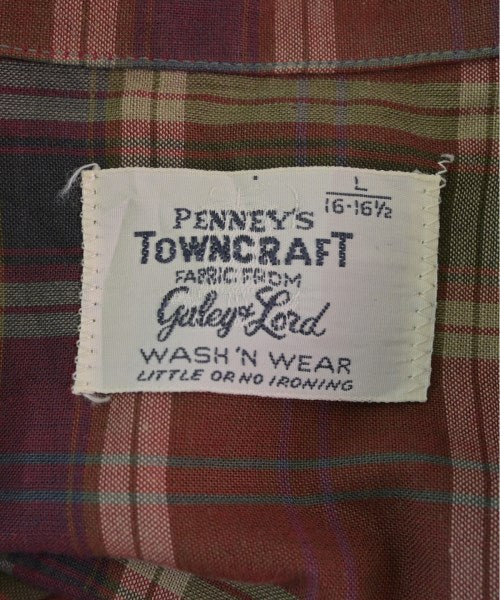 L
16-16½
PENNEY'S
TOWNCRAFT
FABRIC FROM
Galey & Lord
WASH 'N WEAR
LITTLE OR NO IRONING